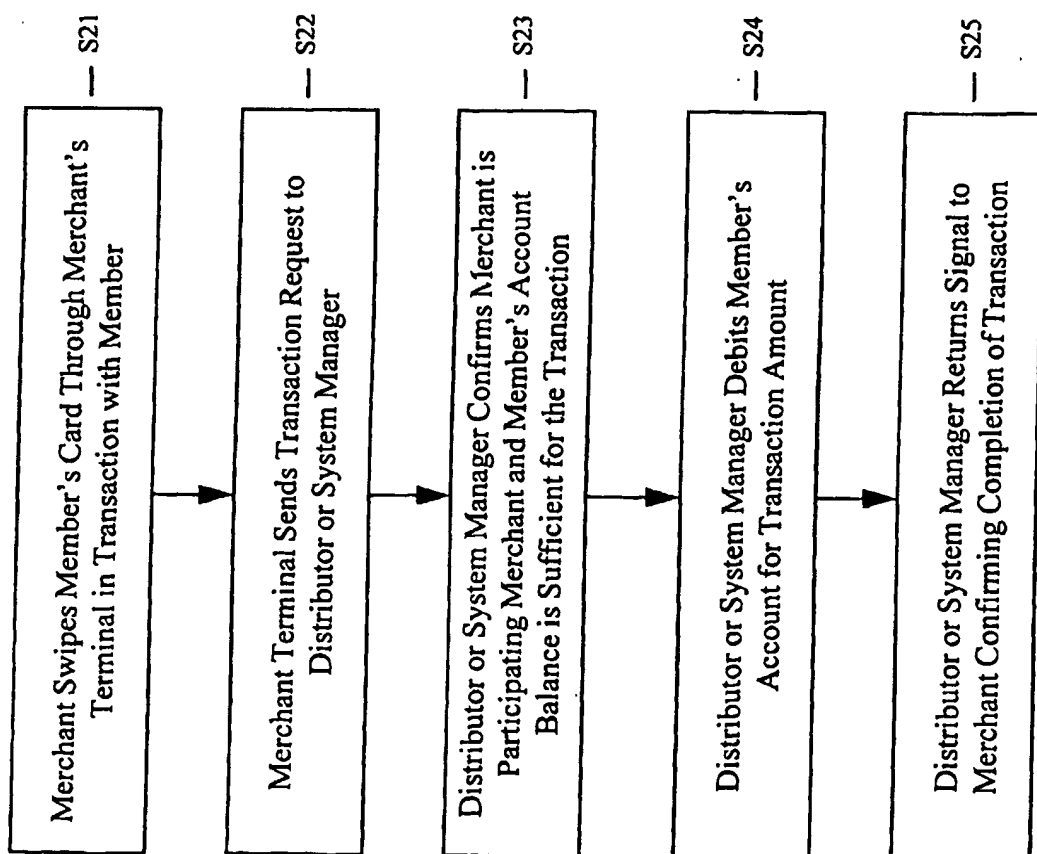 Merchant Swipes Member's Card Through Merchant's
Terminal in Transaction with Member
S21
Merchant Terminal Sends Transaction Request to
Distributor or System Manager
S22
Distributor or System Manager Confirms Merchant is
Participating Merchant and Member's Account
Balance is Sufficient for the Transaction
S23
Distributor or System Manager Debits Member's
Account for Transaction Amount
S24
Distributor or System Manager Returns Signal to
Merchant Confirming Completion of Transaction
S25